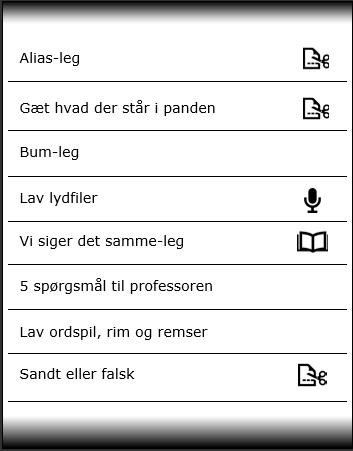 Alias-leg
Gæt hvad der står i panden
Bum-leg
Lav lydfiler
Vi siger det samme-leg
5 spørgsmål til professoren
Lav ordspil, rim og remser
Sandt eller falsk